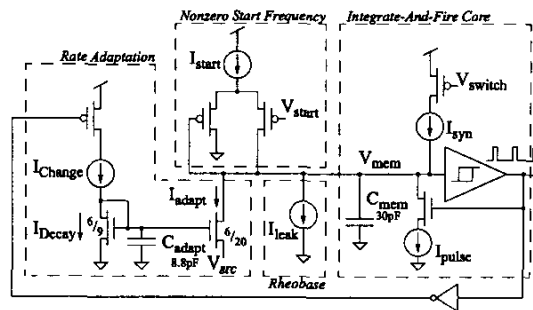 Nonzero Start Frequency
Integrate-And-Fire Core
Rate Adaptation
I_start
V_start
V_switch
I_syn
V_mem
I_Change
I_Decay
6/9
C_adapt
8.8pF
I_adapt
6/20
V_src
I_leak
C_mem
30pF
I_pulse
Rheobase